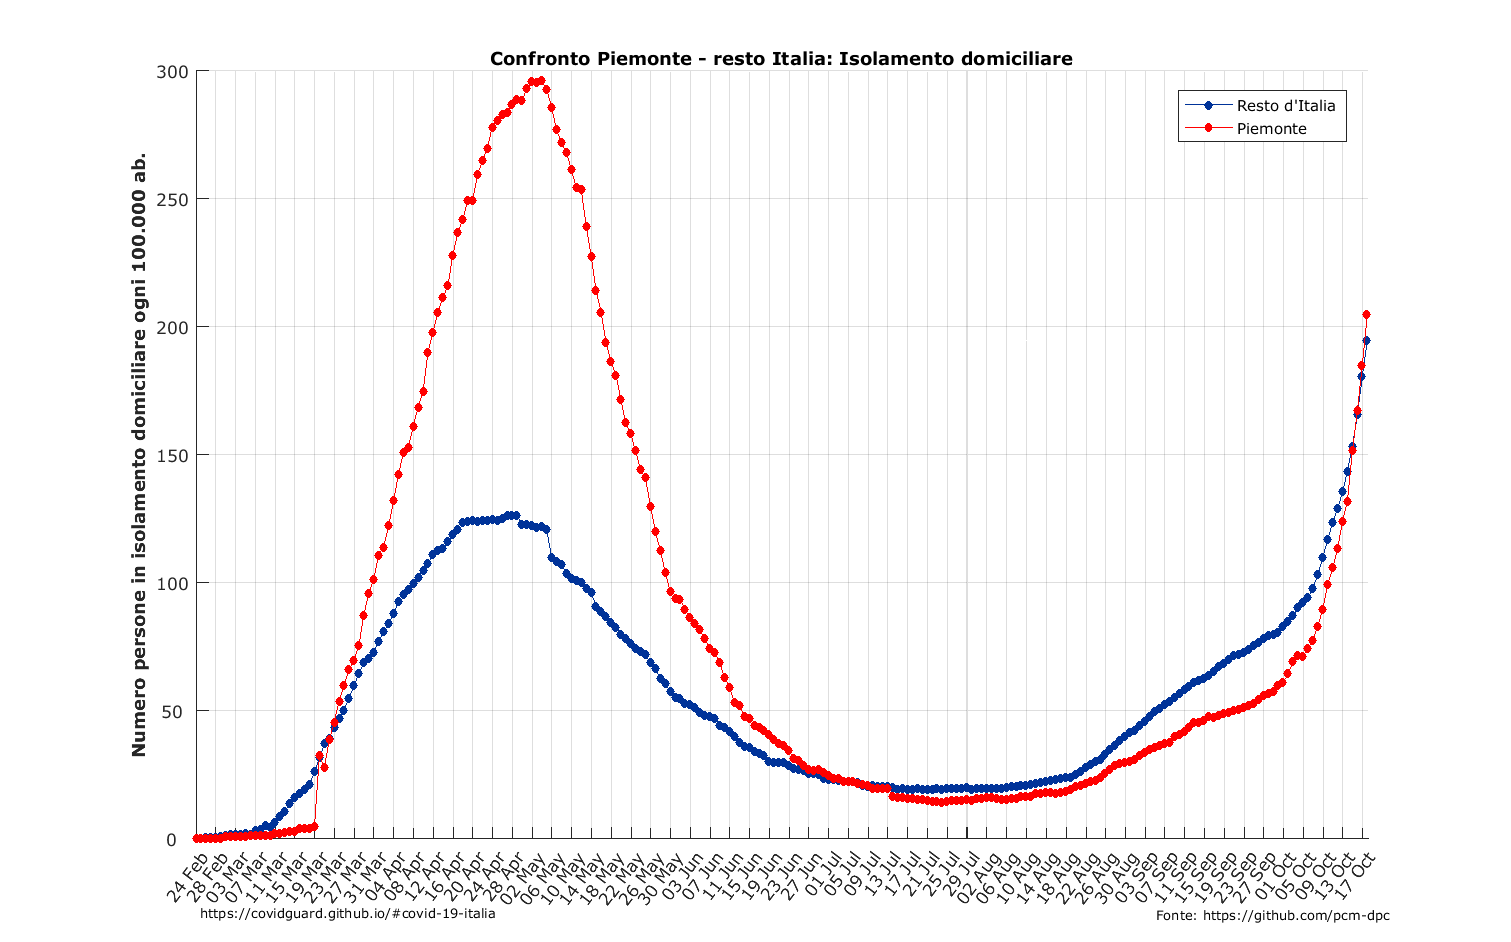 Confronto Piemonte - resto Italia: Isolamento domiciliare
Numero persone in isolamento domiciliare ogni 100.000 ab.
300
250
200
150
100
50
0
Resto d'Italia
Piemonte
24 Feb
28 Feb
03 Mar
07 Mar
11 Mar
15 Mar
19 Mar
23 Mar
27 Mar
31 Mar
04 Apr
08 Apr
12 Apr
16 Apr
20 Apr
24 Apr
28 Apr
02 May
06 May
10 May
14 May
18 May
22 May
26 May
30 May
03 Jun
07 Jun
11 Jun
15 Jun
19 Jun
23 Jun
27 Jun
01 Jul
05 Jul
09 Jul
13 Jul
17 Jul
21 Jul
25 Jul
29 Jul
02 Aug
06 Aug
10 Aug
14 Aug
18 Aug
22 Aug
26 Aug
30 Aug
03 Sep
07 Sep
11 Sep
15 Sep
19 Sep
23 Sep
27 Sep
01 Oct
05 Oct
09 Oct
13 Oct
17 Oct
https://covidguard.github.io/#covid-19-italia
Fonte: https://github.com/pcm-dpc